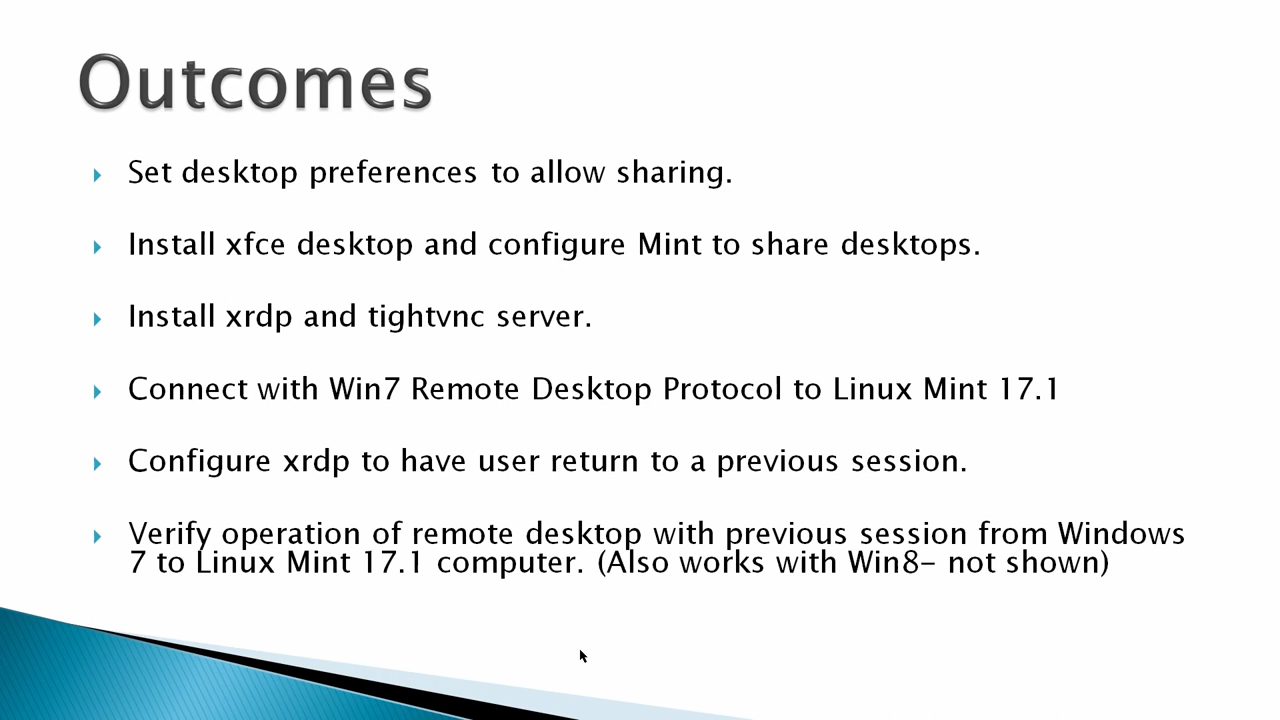 Outcomes
Set desktop preferences to allow sharing.
Install xfce desktop and configure Mint to share desktops.
Install xrdp and tightvnc server.
Connect with Win7 Remote Desktop Protocol to Linux Mint 17.1
Configure xrdp to have user return to a previous session.
Verify operation of remote desktop with previous session from Windows
7 to Linux Mint 17.1 computer. (Also works with Win8– not shown)